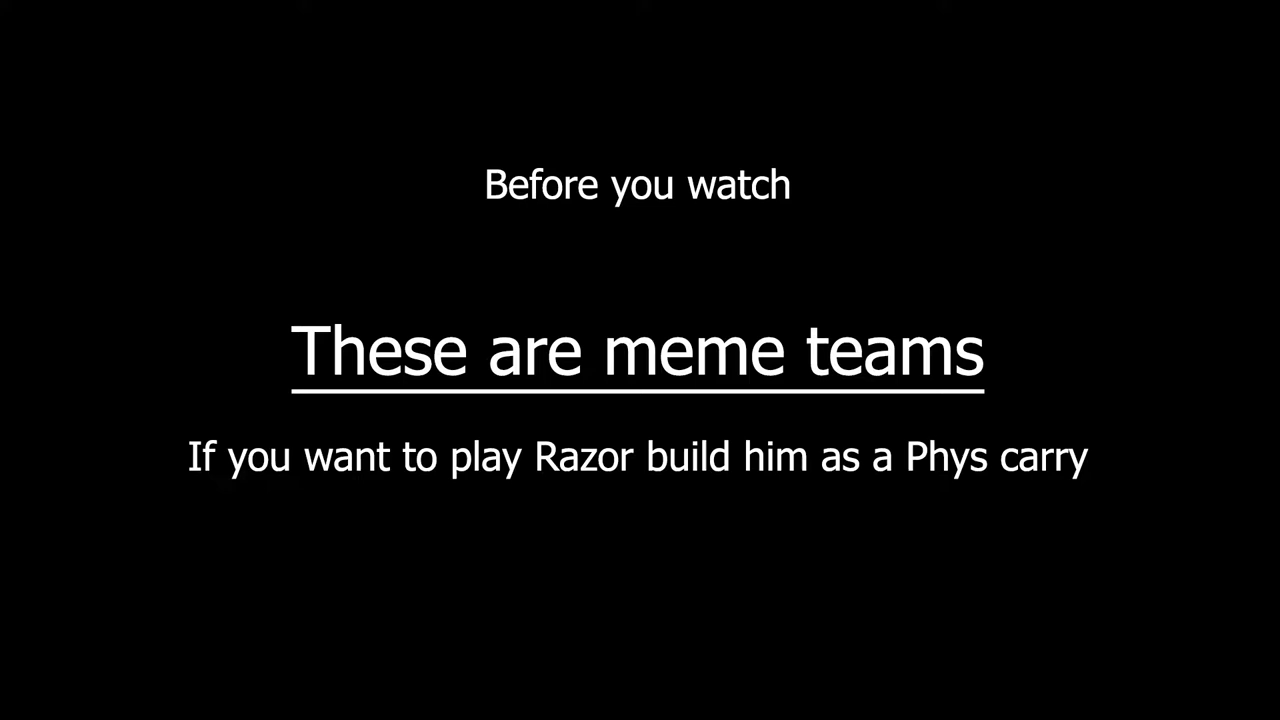 Before you watch
These are meme teams
If you want to play Razor build him as a Phys carry